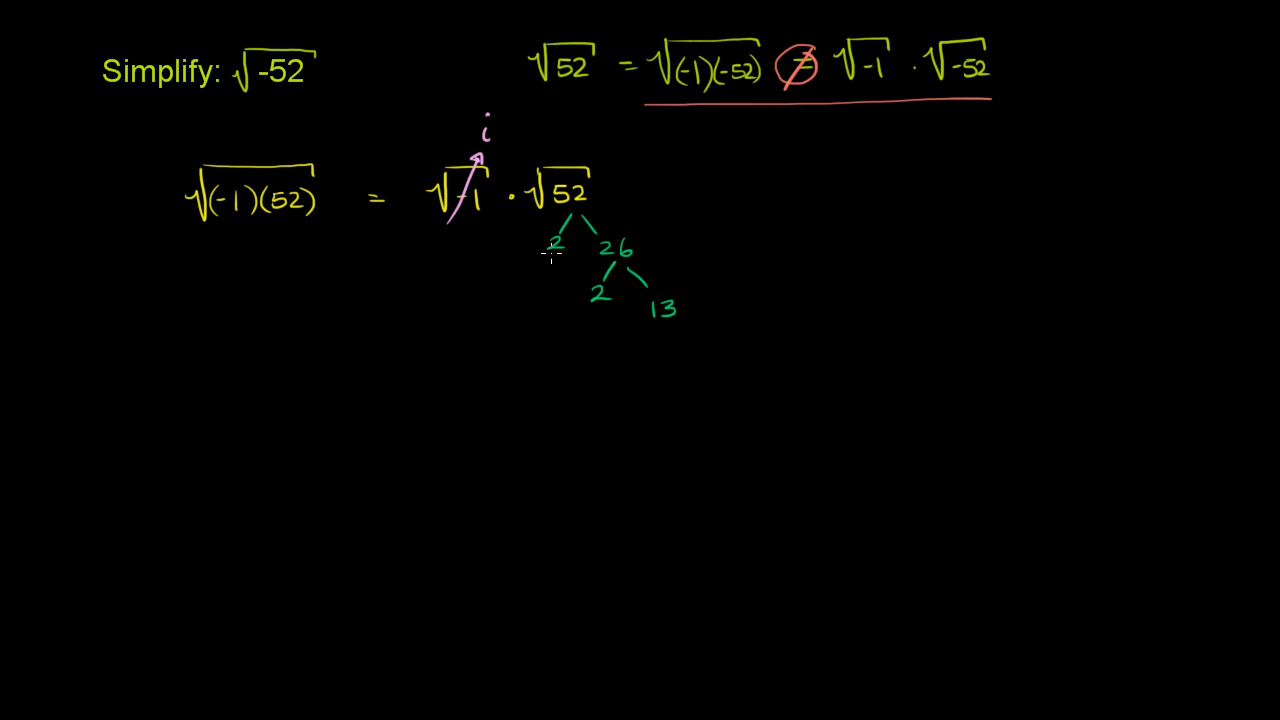 Simplify: √-52
√52 = √(-1)(-52) ≠ √-1 · √-52
i
√(-1)(52) = √-1 · √52
2 26
2 13